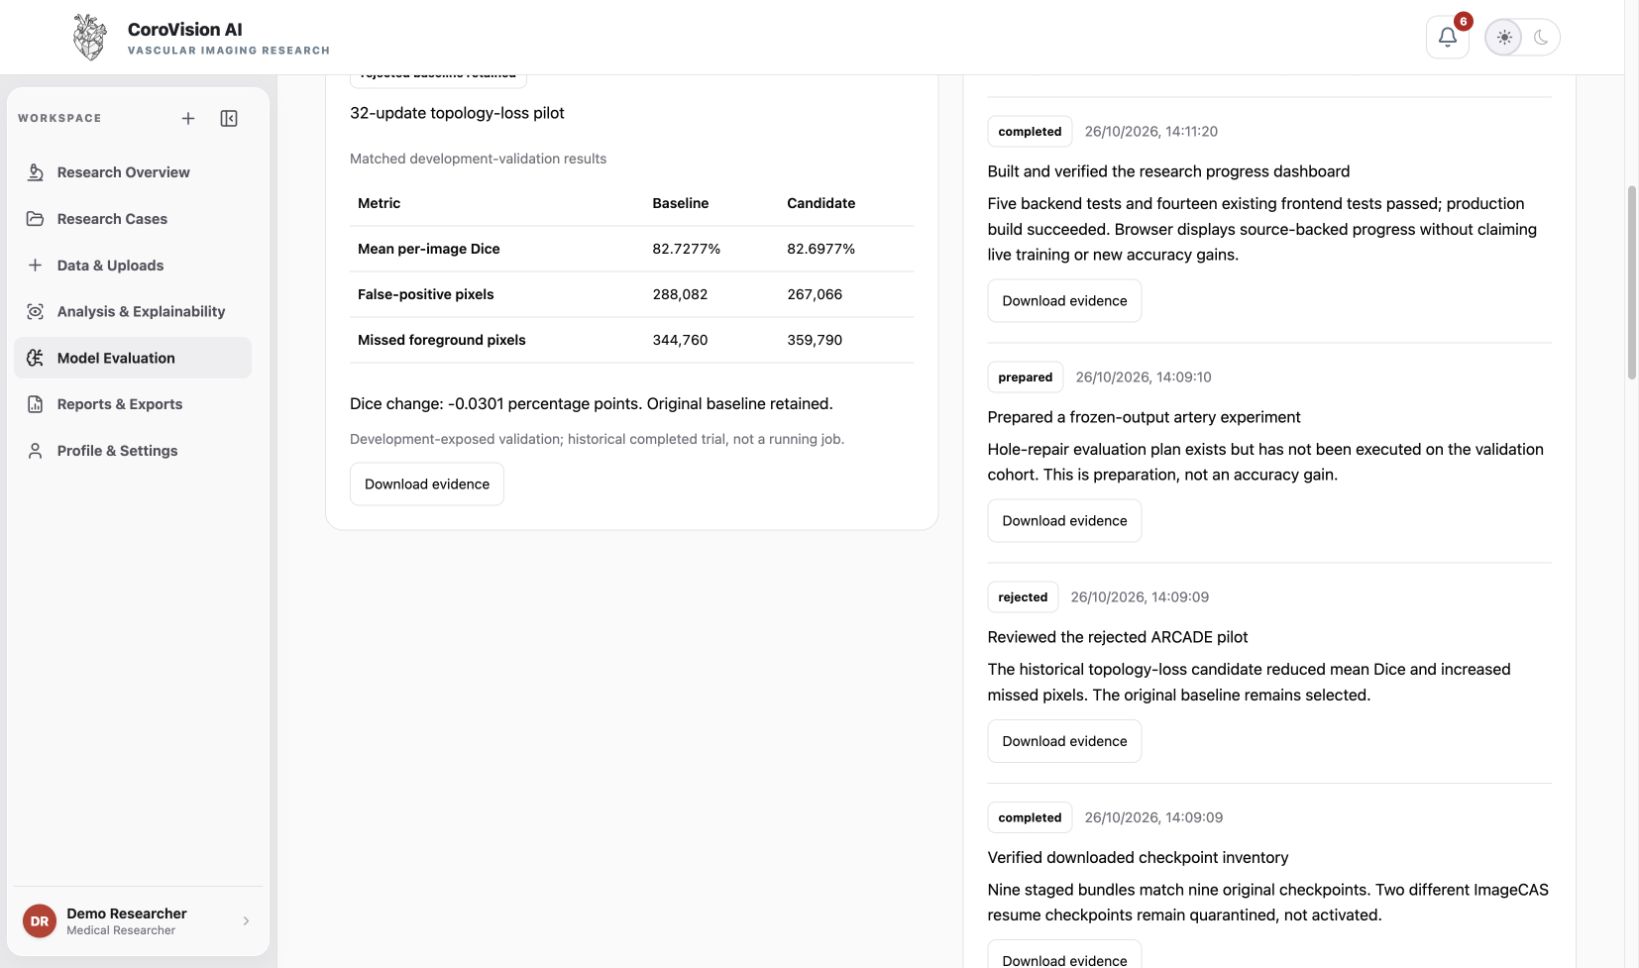 CoroVision AI
VASCULAR IMAGING RESEARCH
6
WORKSPACE
Research Overview
Research Cases
Data & Uploads
Analysis & Explainability
Model Evaluation
Reports & Exports
Profile & Settings
DR
Demo Researcher
Medical Researcher
rejected baseline retained
32-update topology-loss pilot
Matched development-validation results
Metric Baseline Candidate
Mean per-image Dice 82.7277% 82.6977%
False-positive pixels 288,082 267,066
Missed foreground pixels 344,760 359,790
Dice change: -0.0301 percentage points. Original baseline retained.
Development-exposed validation; historical completed trial, not a running job.
Download evidence
completed 26/10/2026, 14:11:20
Built and verified the research progress dashboard
Five backend tests and fourteen existing frontend tests passed; production
build succeeded. Browser displays source-backed progress without claiming
live training or new accuracy gains.
Download evidence
prepared 26/10/2026, 14:09:10
Prepared a frozen-output artery experiment
Hole-repair evaluation plan exists but has not been executed on the validation
cohort. This is preparation, not an accuracy gain.
Download evidence
rejected 26/10/2026, 14:09:09
Reviewed the rejected ARCADE pilot
The historical topology-loss candidate reduced mean Dice and increased
missed pixels. The original baseline remains selected.
Download evidence
completed 26/10/2026, 14:09:09
Verified downloaded checkpoint inventory
Nine staged bundles match nine original checkpoints. Two different ImageCAS
resume checkpoints remain quarantined, not activated.
Download evidence